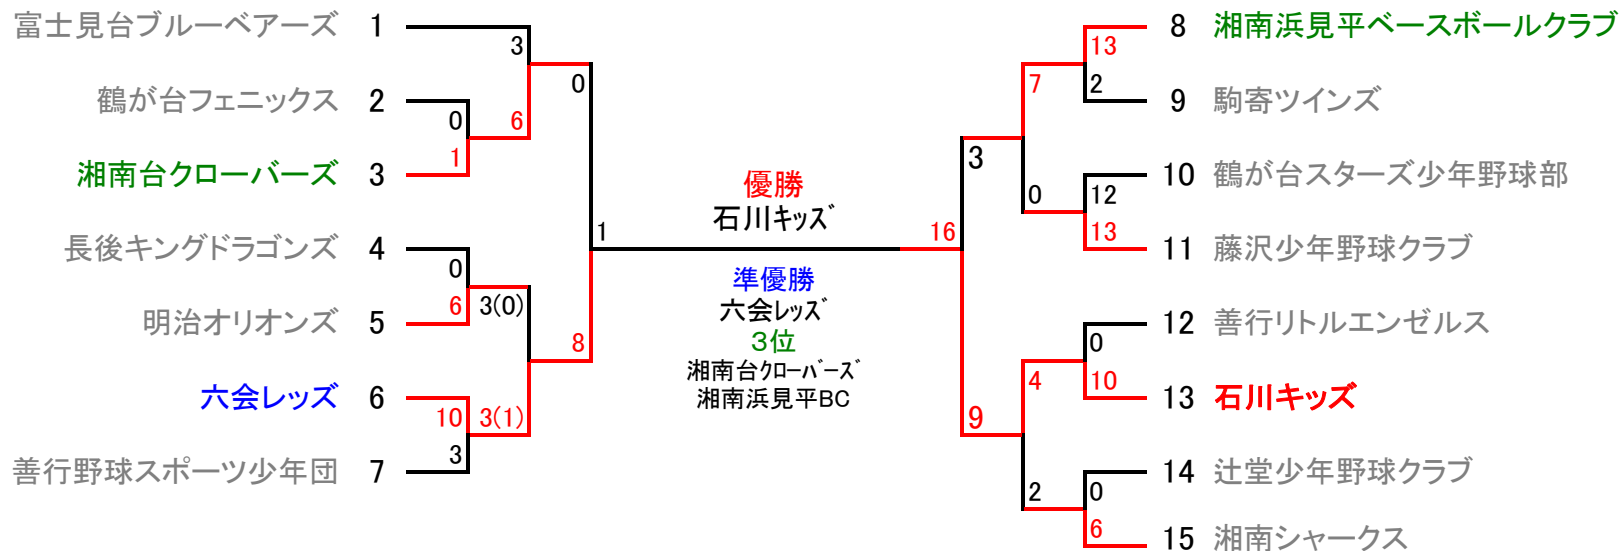 富士見台ブルーベアーズ 1
3
0
鶴が台フェニックス 2
0
6
1
湘南台クローバーズ 3
長後キングドラゴンズ 4
0
6
3(0)
明治オリオンズ 5
8
六会レッズ 6
10
3(1)
3
善行野球スポーツ少年団 7
1
優勝
石川キッズ
16
準優勝
六会レッズ
3位
湘南台クローバーズ
湘南浜見平BC
8 湘南浜見平ベースボールクラブ
13
7
2
9 駒寄ツインズ
3
10 鶴が台スターズ少年野球部
0
12
13
11 藤沢少年野球クラブ
12 善行リトルエンゼルス
0
4
10
13 石川キッズ
9
14 辻堂少年野球クラブ
2
0
6
15 湘南シャークス